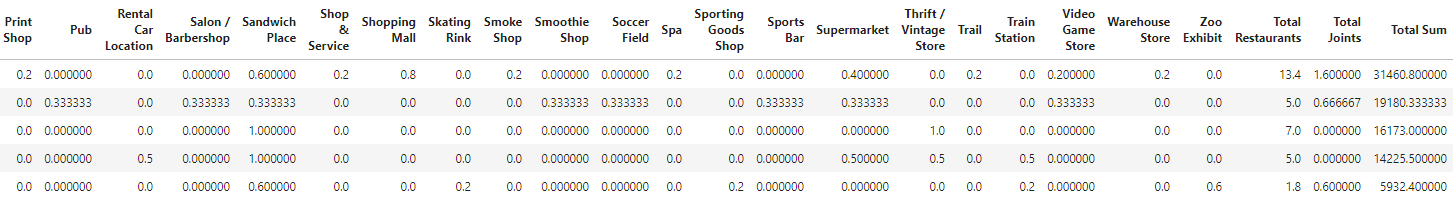 Print Shop Pub Rental Car Location Salon / Barbershop Sandwich Place Shop & Service Shopping Mall Skating Rink Smoke Shop Smoothie Shop Soccer Field Spa Sporting Goods Shop Sports Bar Supermarket Thrift / Vintage Store Trail Train Station Video Game Store Warehouse Store Zoo Exhibit Total Restaurants Total Joints Total Sum
0.2 0.000000 0.0 0.000000 0.600000 0.2 0.8 0.0 0.2 0.000000 0.000000 0.2 0.0 0.000000 0.400000 0.0 0.2 0.0 0.200000 0.2 0.0 13.4 1.600000 31460.800000
0.0 0.333333 0.0 0.333333 0.333333 0.0 0.0 0.0 0.0 0.333333 0.333333 0.0 0.0 0.333333 0.333333 0.0 0.0 0.0 0.333333 0.0 0.0 5.0 0.666667 19180.333333
0.0 0.000000 0.0 0.000000 1.000000 0.0 0.0 0.0 0.0 0.000000 0.000000 0.0 0.0 0.000000 0.000000 1.0 0.0 0.0 0.000000 0.0 0.0 7.0 0.000000 16173.000000
0.0 0.000000 0.5 0.000000 1.000000 0.0 0.0 0.0 0.0 0.000000 0.000000 0.0 0.0 0.000000 0.500000 0.5 0.0 0.5 0.000000 0.0 0.0 5.0 0.000000 14225.500000
0.0 0.000000 0.0 0.000000 0.600000 0.0 0.0 0.2 0.0 0.000000 0.000000 0.0 0.2 0.000000 0.000000 0.0 0.0 0.2 0.000000 0.0 0.6 1.8 0.600000 5932.400000